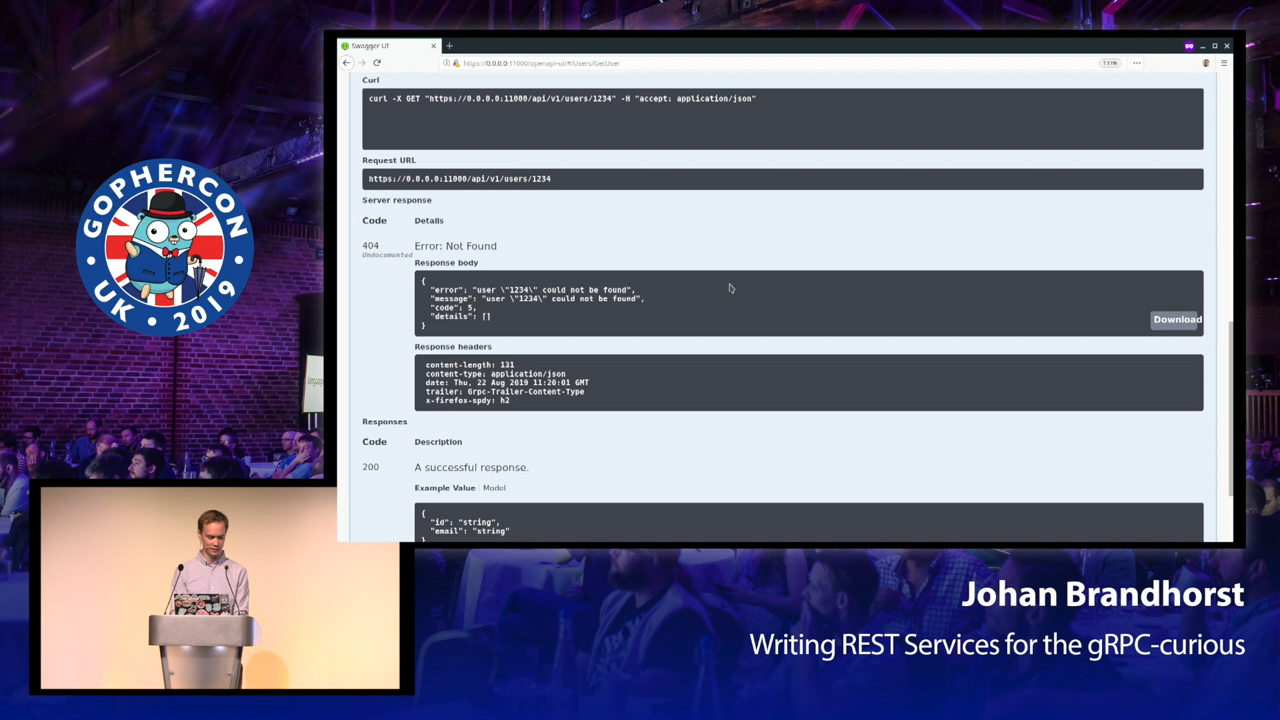 GOPHERCON
UK 2019
Swagger UI
https://0.0.0.0:11000/openapi-ui/#/Users/GetUser
111%
Curl
curl -X GET "https://0.0.0.0:11000/api/v1/users/1234" -H "accept: application/json"
Request URL
https://0.0.0.0:11000/api/v1/users/1234
Server response
Code Details
404 Error: Not Found
Undocumented
Response body
{
"error": "user \"1234\" could not be found",
"message": "user \"1234\" could not be found",
"code": 5,
"details": []
}
Download
Response headers
content-length: 131
content-type: application/json
date: Thu, 22 Aug 2019 11:20:01 GMT
trailer: Grpc-Trailer-Content-Type
x-firefox-spdy: h2
Responses
Code Description
200 A successful response.
Example Value Model
{
"id": "string",
"email": "string"
}
Johan Brandhorst
Writing REST Services for the gRPC-curious